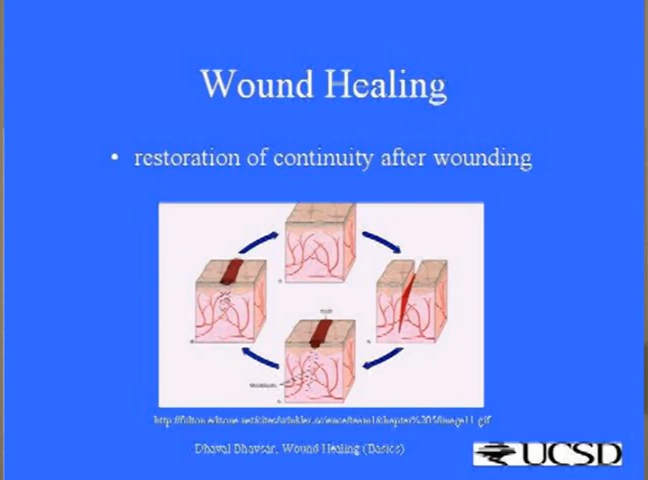 Wound Healing
• restoration of continuity after wounding
Dhaval Bhavsar, Wound Healing (Basics)
UCSD